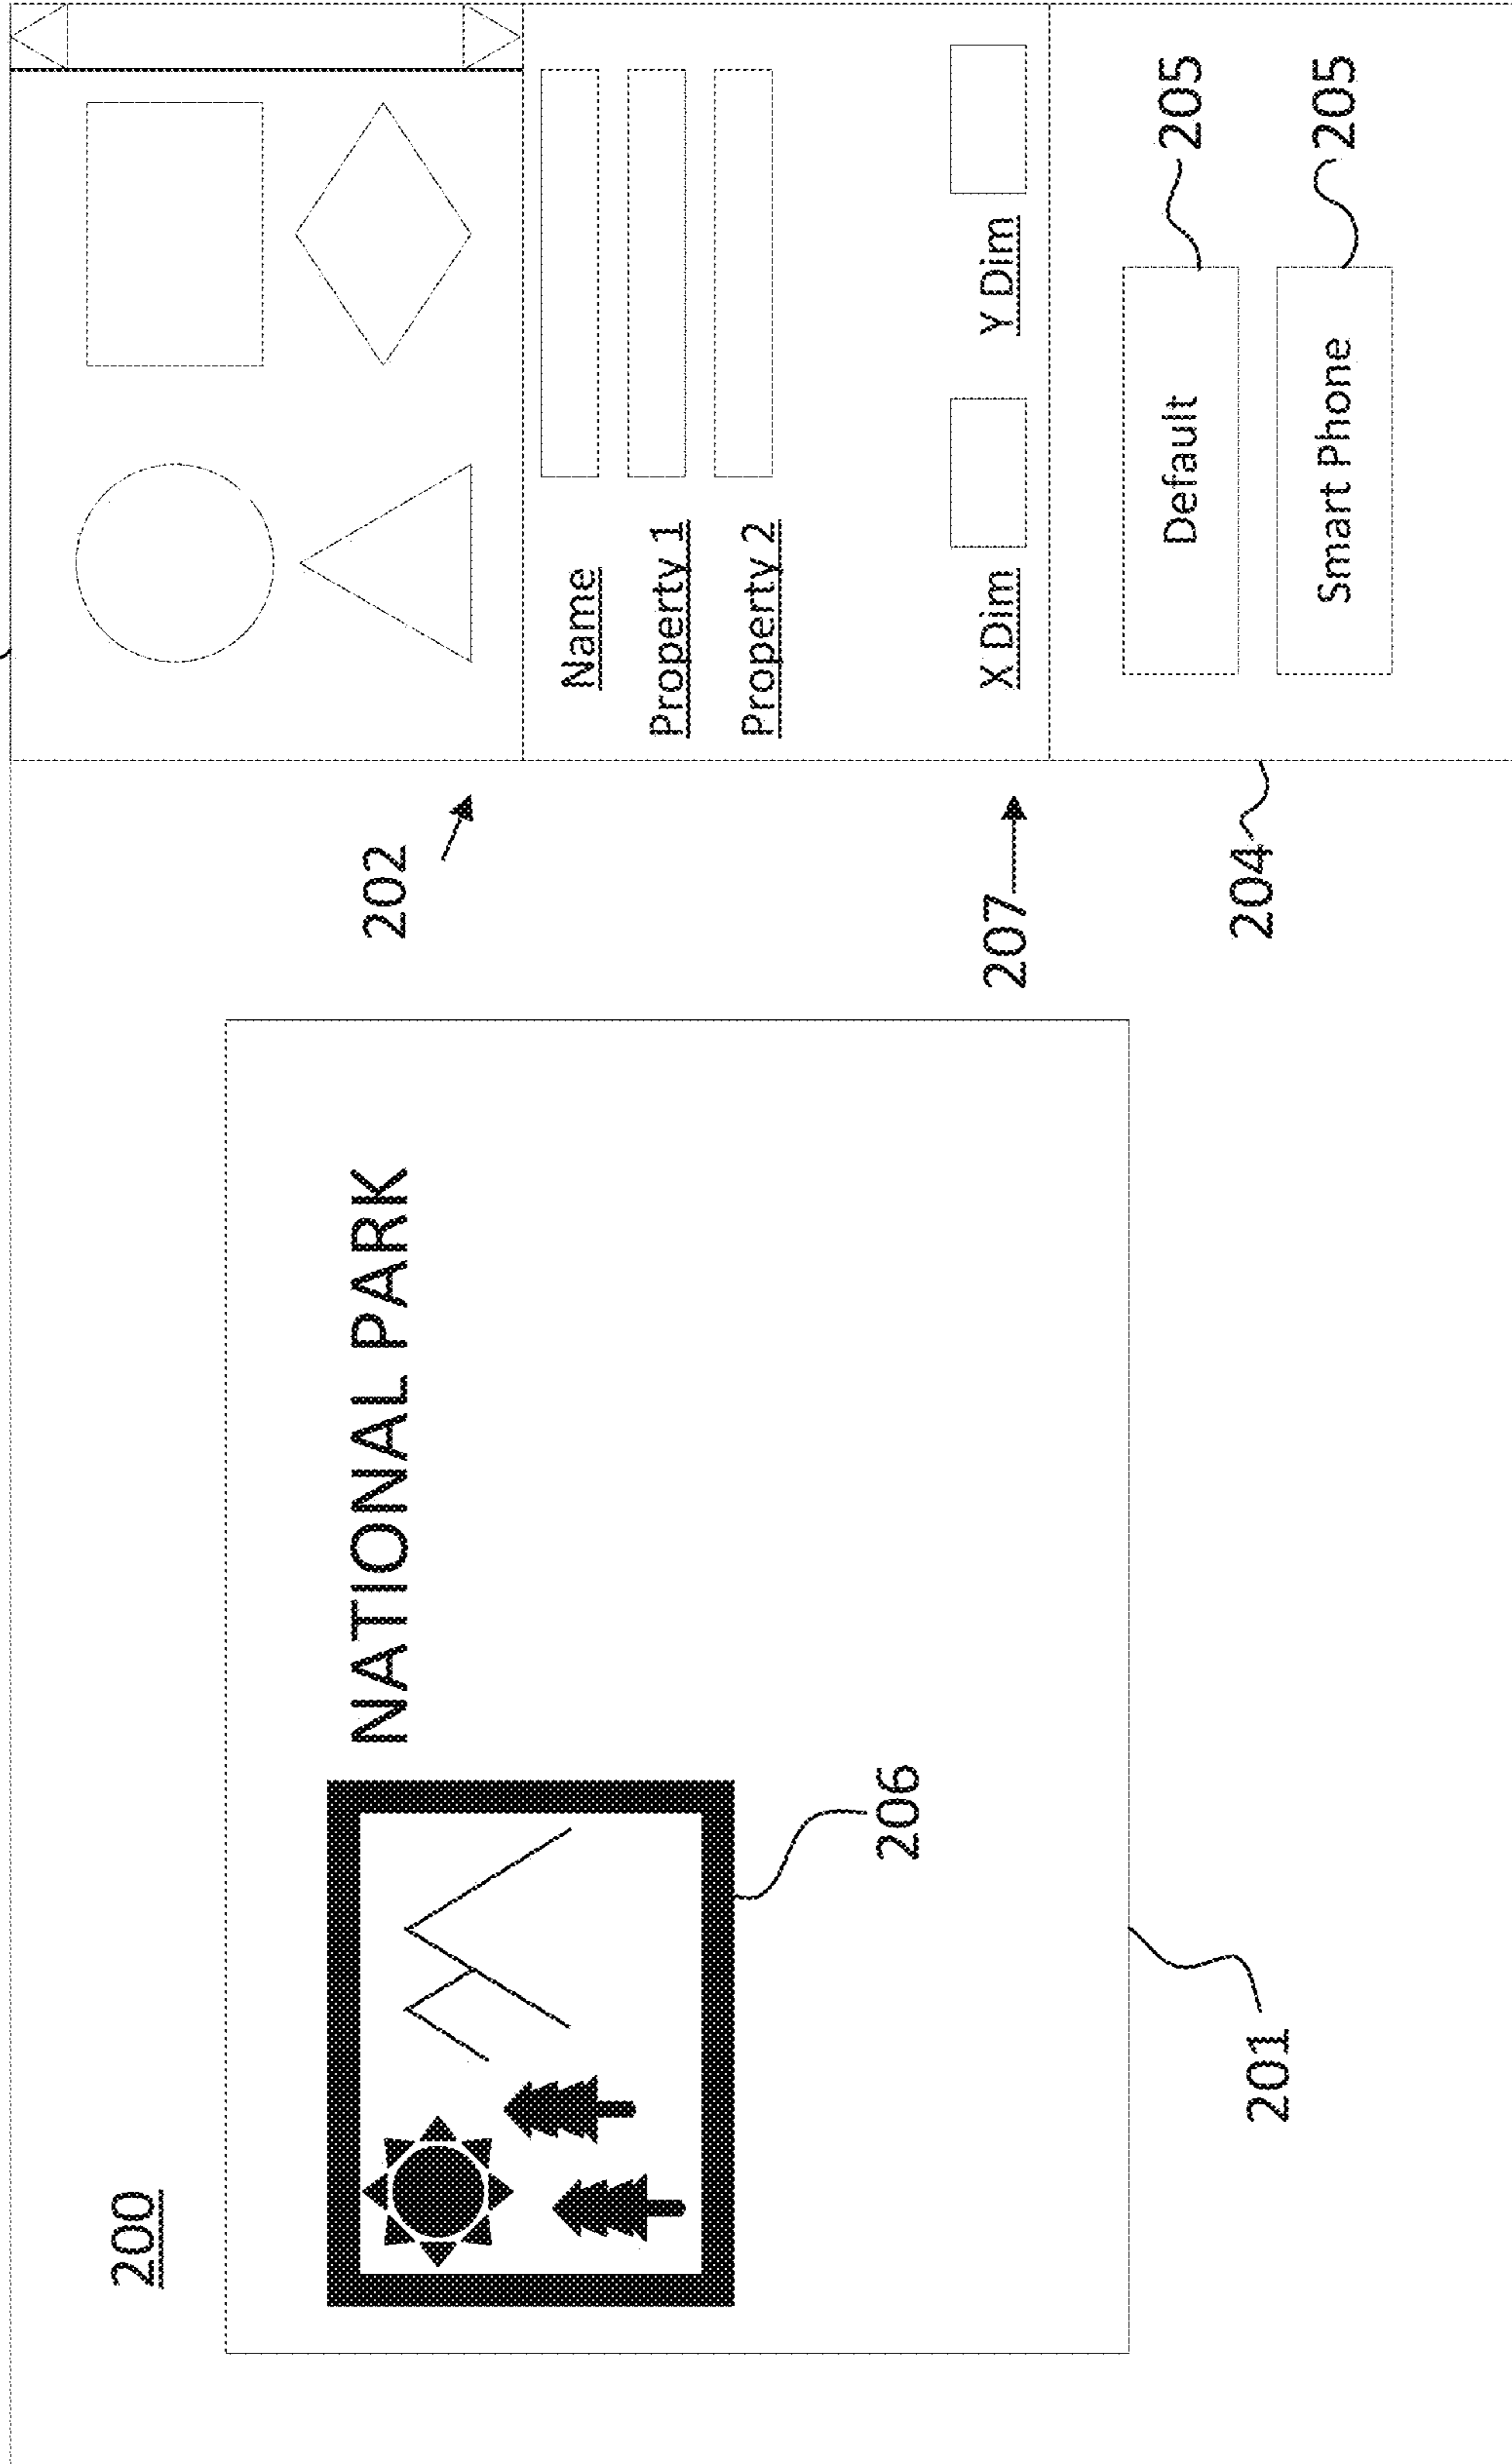 200
NATIONAL PARK
206
201
202
207
204
Name
Property 1
Property 2
X Dim
Y Dim
Default
205
Smart Phone
205